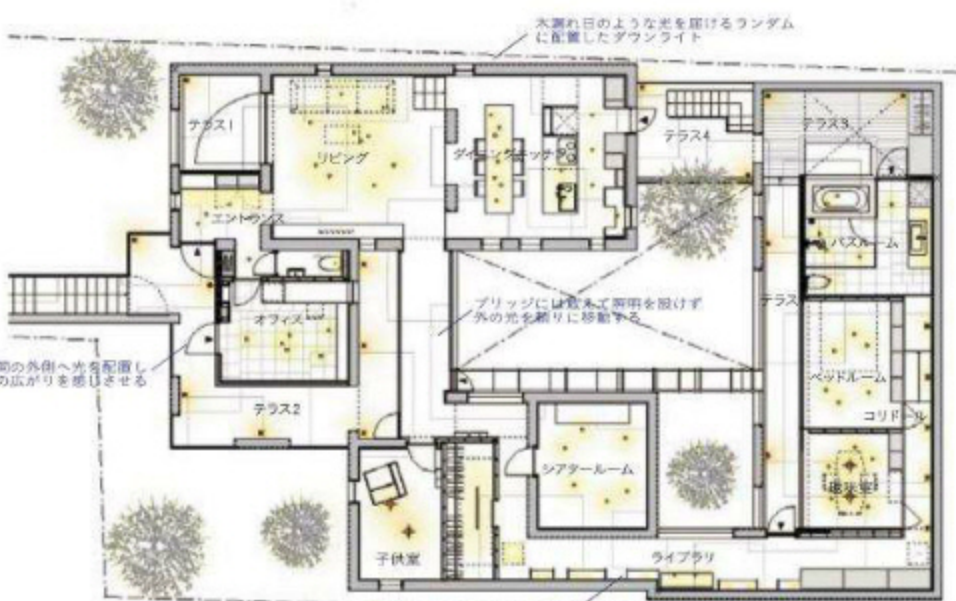 木漏れ日のような光を届けるランダム
に配置したダウンライト
テラス1
リビング
ダイニングキッチン
テラス4
テラス3
エントランス
バスルーム
テラス
ブリッジには敢えて照明を設けず
外の光を頼りに移動する
オフィス
間の外側へ光を配置し
の広がりを感じさせる
ベッドルーム
コリドール
テラス2
シアタールーム
子供室
ライブラリ